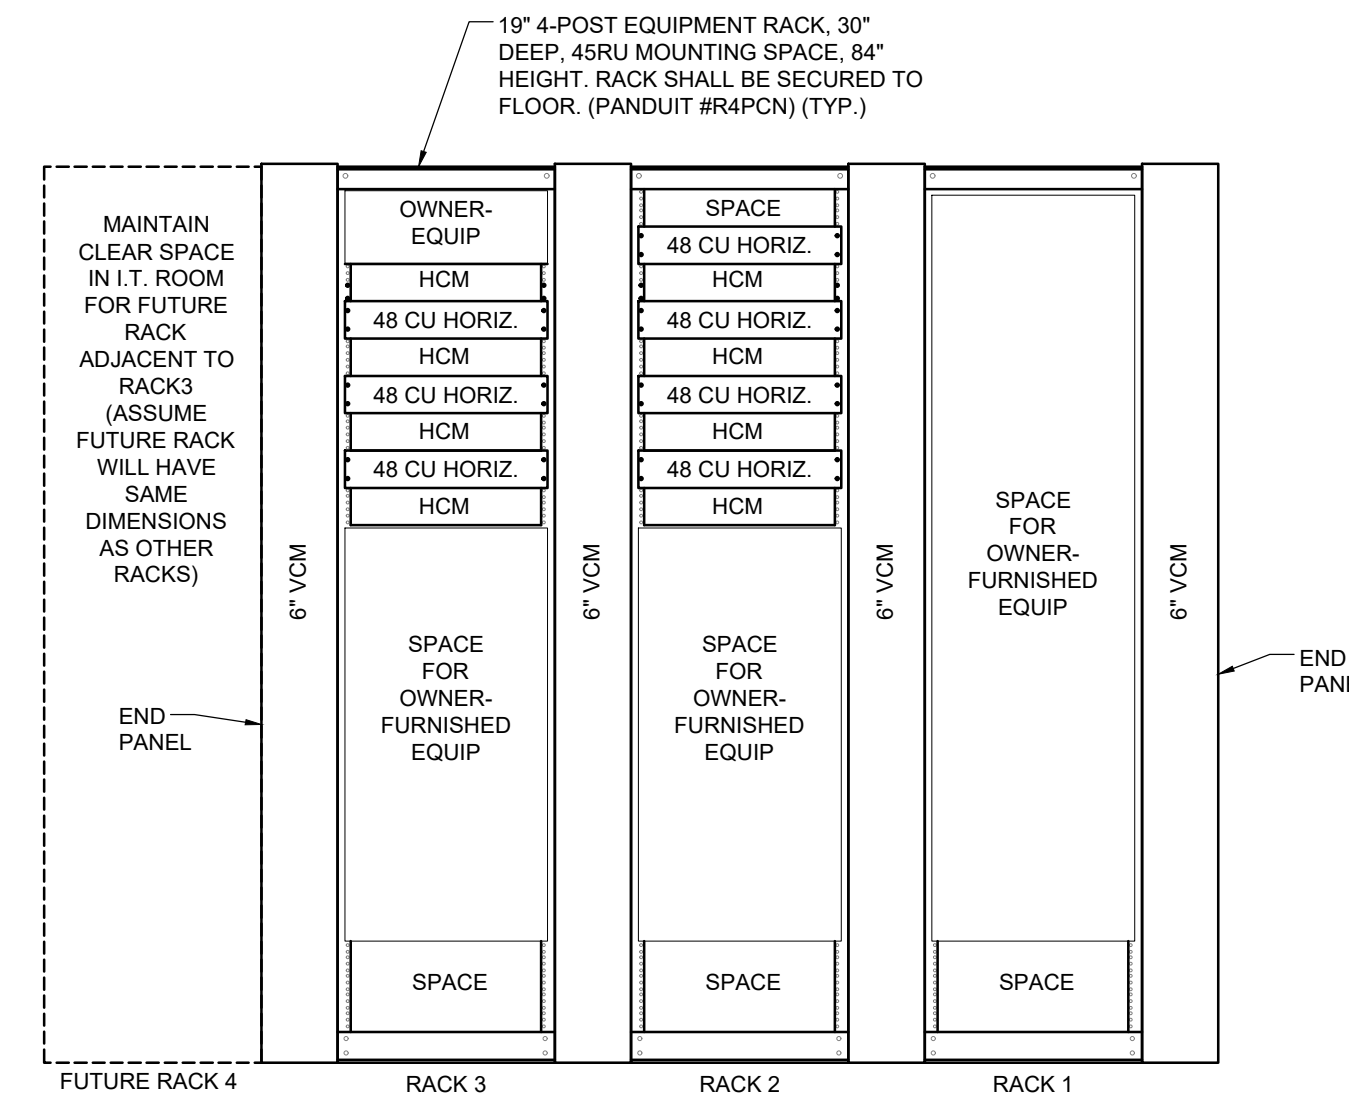 19" 4-POST EQUIPMENT RACK, 30"
DEEP, 45RU MOUNTING SPACE, 84"
HEIGHT. RACK SHALL BE SECURED TO
FLOOR. (PANDUIT #R4PCN) (TYP.)
MAINTAIN
CLEAR SPACE
IN I.T. ROOM
FOR FUTURE
RACK
ADJACENT TO
RACK3
(ASSUME
FUTURE RACK
WILL HAVE
SAME
DIMENSIONS
AS OTHER
RACKS)
END
PANEL
FUTURE RACK 4
6" VCM
OWNER-
EQUIP
HCM
48 CU HORIZ.
HCM
48 CU HORIZ.
HCM
48 CU HORIZ.
HCM
SPACE
FOR
OWNER-
FURNISHED
EQUIP
SPACE
RACK 3
6" VCM
SPACE
48 CU HORIZ.
HCM
48 CU HORIZ.
HCM
48 CU HORIZ.
HCM
48 CU HORIZ.
HCM
SPACE
FOR
OWNER-
FURNISHED
EQUIP
SPACE
RACK 2
6" VCM
SPACE
FOR
OWNER-
FURNISHED
EQUIP
SPACE
RACK 1
6" VCM
END